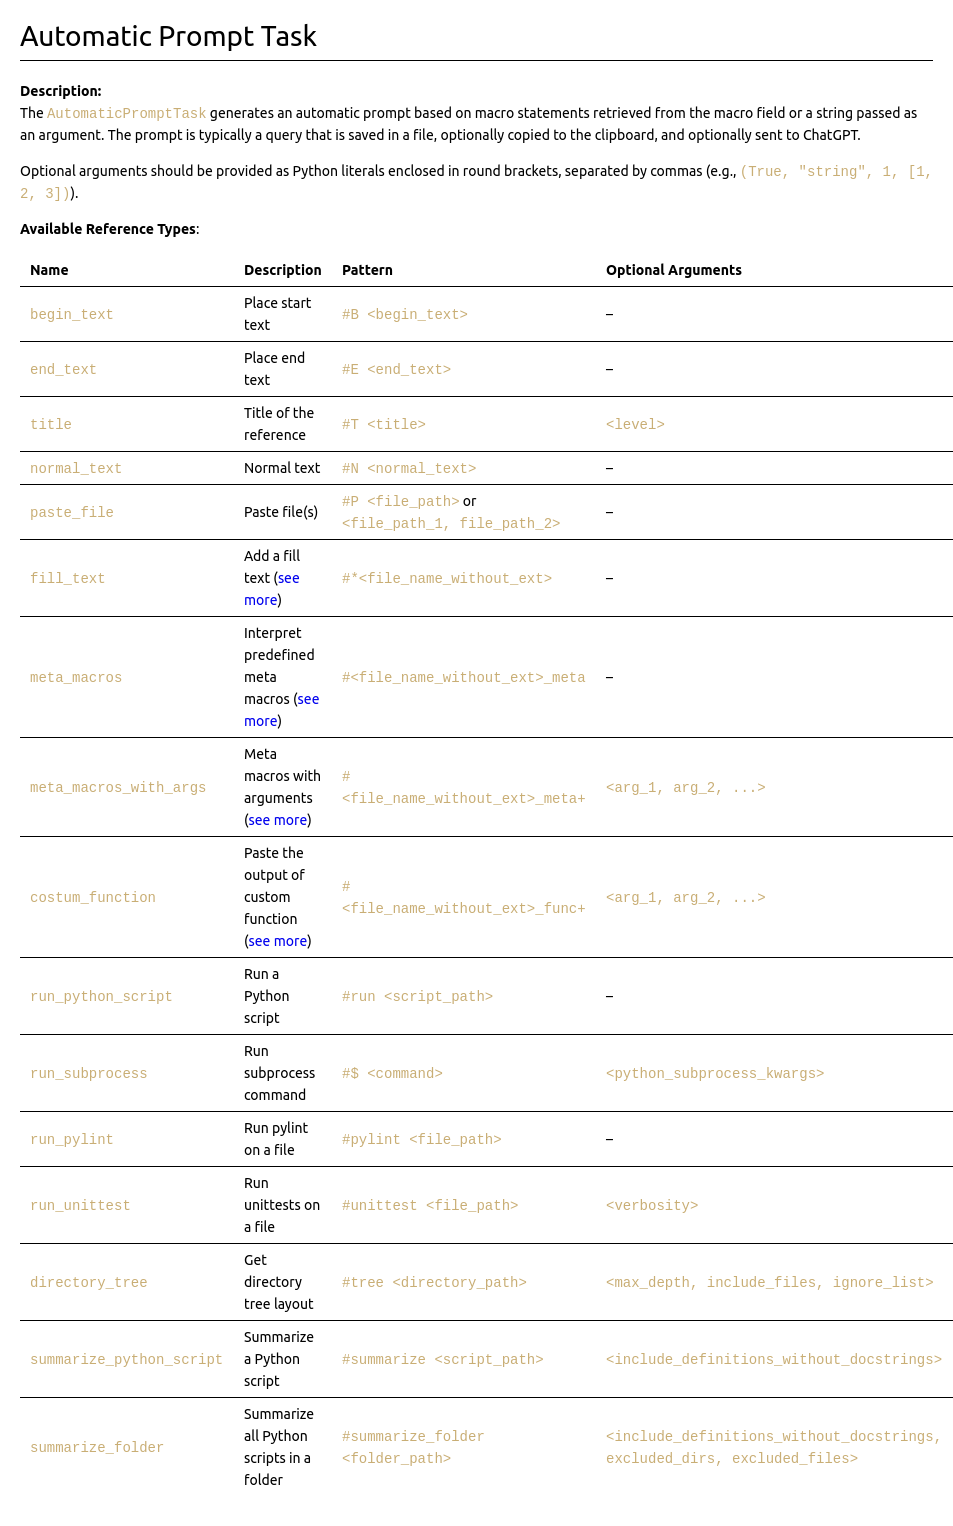 Automatic Prompt Task
Description:
The AutomaticPromptTask generates an automatic prompt based on macro statements retrieved from the macro field or a string passed as
an argument. The prompt is typically a query that is saved in a file, optionally copied to the clipboard, and optionally sent to ChatGPT.
Optional arguments should be provided as Python literals enclosed in round brackets, separated by commas (e.g., (True, "string", 1, [1,
2, 3])).
Available Reference Types:
Name Description Pattern Optional Arguments
begin_text Place start text #B <begin_text> –
end_text Place end text #E <end_text> –
title Title of the reference #T <title> <level>
normal_text Normal text #N <normal_text> –
paste_file Paste file(s) #P <file_path> or <file_path_1, file_path_2> –
fill_text Add a fill text (see more) #*<file_name_without_ext> –
meta_macros Interpret predefined meta macros (see more) #<file_name_without_ext>_meta –
meta_macros_with_args Meta macros with arguments (see more) #<file_name_without_ext>_meta+ <arg_1, arg_2, ...>
costum_function Paste the output of custom function (see more) #<file_name_without_ext>_func+ <arg_1, arg_2, ...>
run_python_script Run a Python script #run <script_path> –
run_subprocess Run subprocess command #$ <command> <python_subprocess_kwargs>
run_pylint Run pylint on a file #pylint <file_path> –
run_unittest Run unittests on a file #unittest <file_path> <verbosity>
directory_tree Get directory tree layout #tree <directory_path> <max_depth, include_files, ignore_list>
summarize_python_script Summarize a Python script #summarize <script_path> <include_definitions_without_docstrings>
summarize_folder Summarize all Python scripts in a folder #summarize_folder <folder_path> <include_definitions_without_docstrings, excluded_dirs, excluded_files>